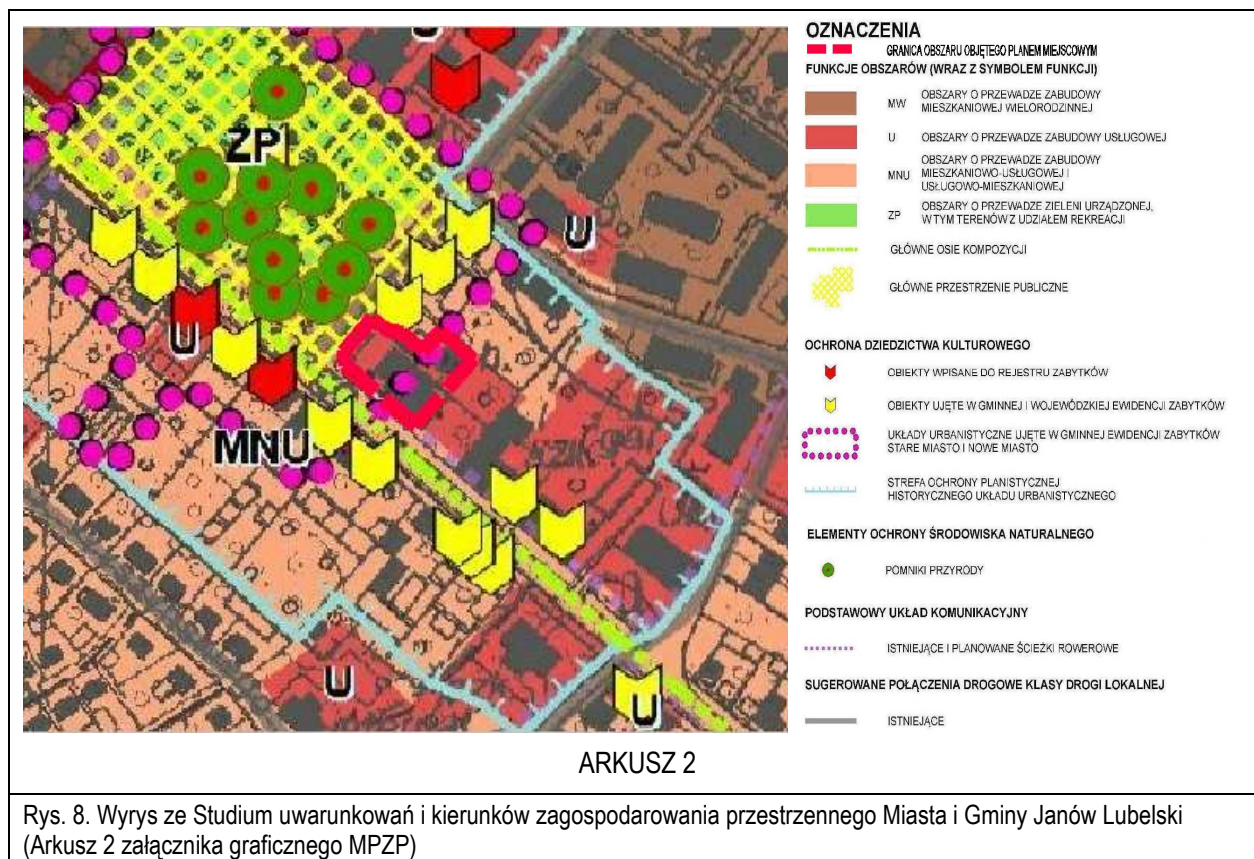 OZNACZENIA
GRANICA OBSZARU OBJĘTEGO PLANEM MIEJSCOWYM
FUNKCJE OBSZARÓW (WRAZ Z SYMBOLEM FUNKCJI)
MW OBSZARY O PRZEWADZE ZABUDOWY
MIESZKANIOWEJ WIELORODZINNEJ
U OBSZARY O PRZEWADZE ZABUDOWY USŁUGOWEJ
MNU OBSZARY O PRZEWADZE ZABUDOWY
MIESZKANIOWO-USŁUGOWEJ I
USŁUGOWO-MIESZKANIOWEJ
ZP OBSZARY O PRZEWADZE ZIELENI URZĄDZONEJ,
W TYM TERENÓW Z UDZIAŁEM REKREACJI
GŁÓWNE OSIE KOMPOZYCJI
GŁÓWNE PRZESTRZENIE PUBLICZNE
OCHRONA DZIEDZICTWA KULTUROWEGO
OBIEKTY WPISANE DO REJESTRU ZABYTKÓW
OBIEKTY UJĘTE W GMINNEJ I WOJEWÓDZKIEJ EWIDENCJI ZABYTKÓW
UKŁADY URBANISTYCZNE UJĘTE W GMINNEJ EWIDENCJI ZABYTKÓW
STARE MIASTO I NOWE MIASTO
STREFA OCHRONY PLANISTYCZNEJ
HISTORYCZNEGO UKŁADU URBANISTYCZNEGO
ELEMENTY OCHRONY ŚRODOWISKA NATURALNEGO
POMNIKI PRZYRODY
PODSTAWOWY UKŁAD KOMUNIKACYJNY
ISTNIEJĄCE I PLANOWANE ŚCIEŻKI ROWEROWE
SUGEROWANE POŁĄCZENIA DROGOWE KLASY DROGI LOKALNEJ
ISTNIEJĄCE
ZP
U
U
MNU
U
U
ARKUSZ 2
Rys. 8. Wyrys ze Studium uwarunkowań i kierunków zagospodarowania przestrzennego Miasta i Gminy Janów Lubelski
(Arkusz 2 załącznika graficznego MPZP)